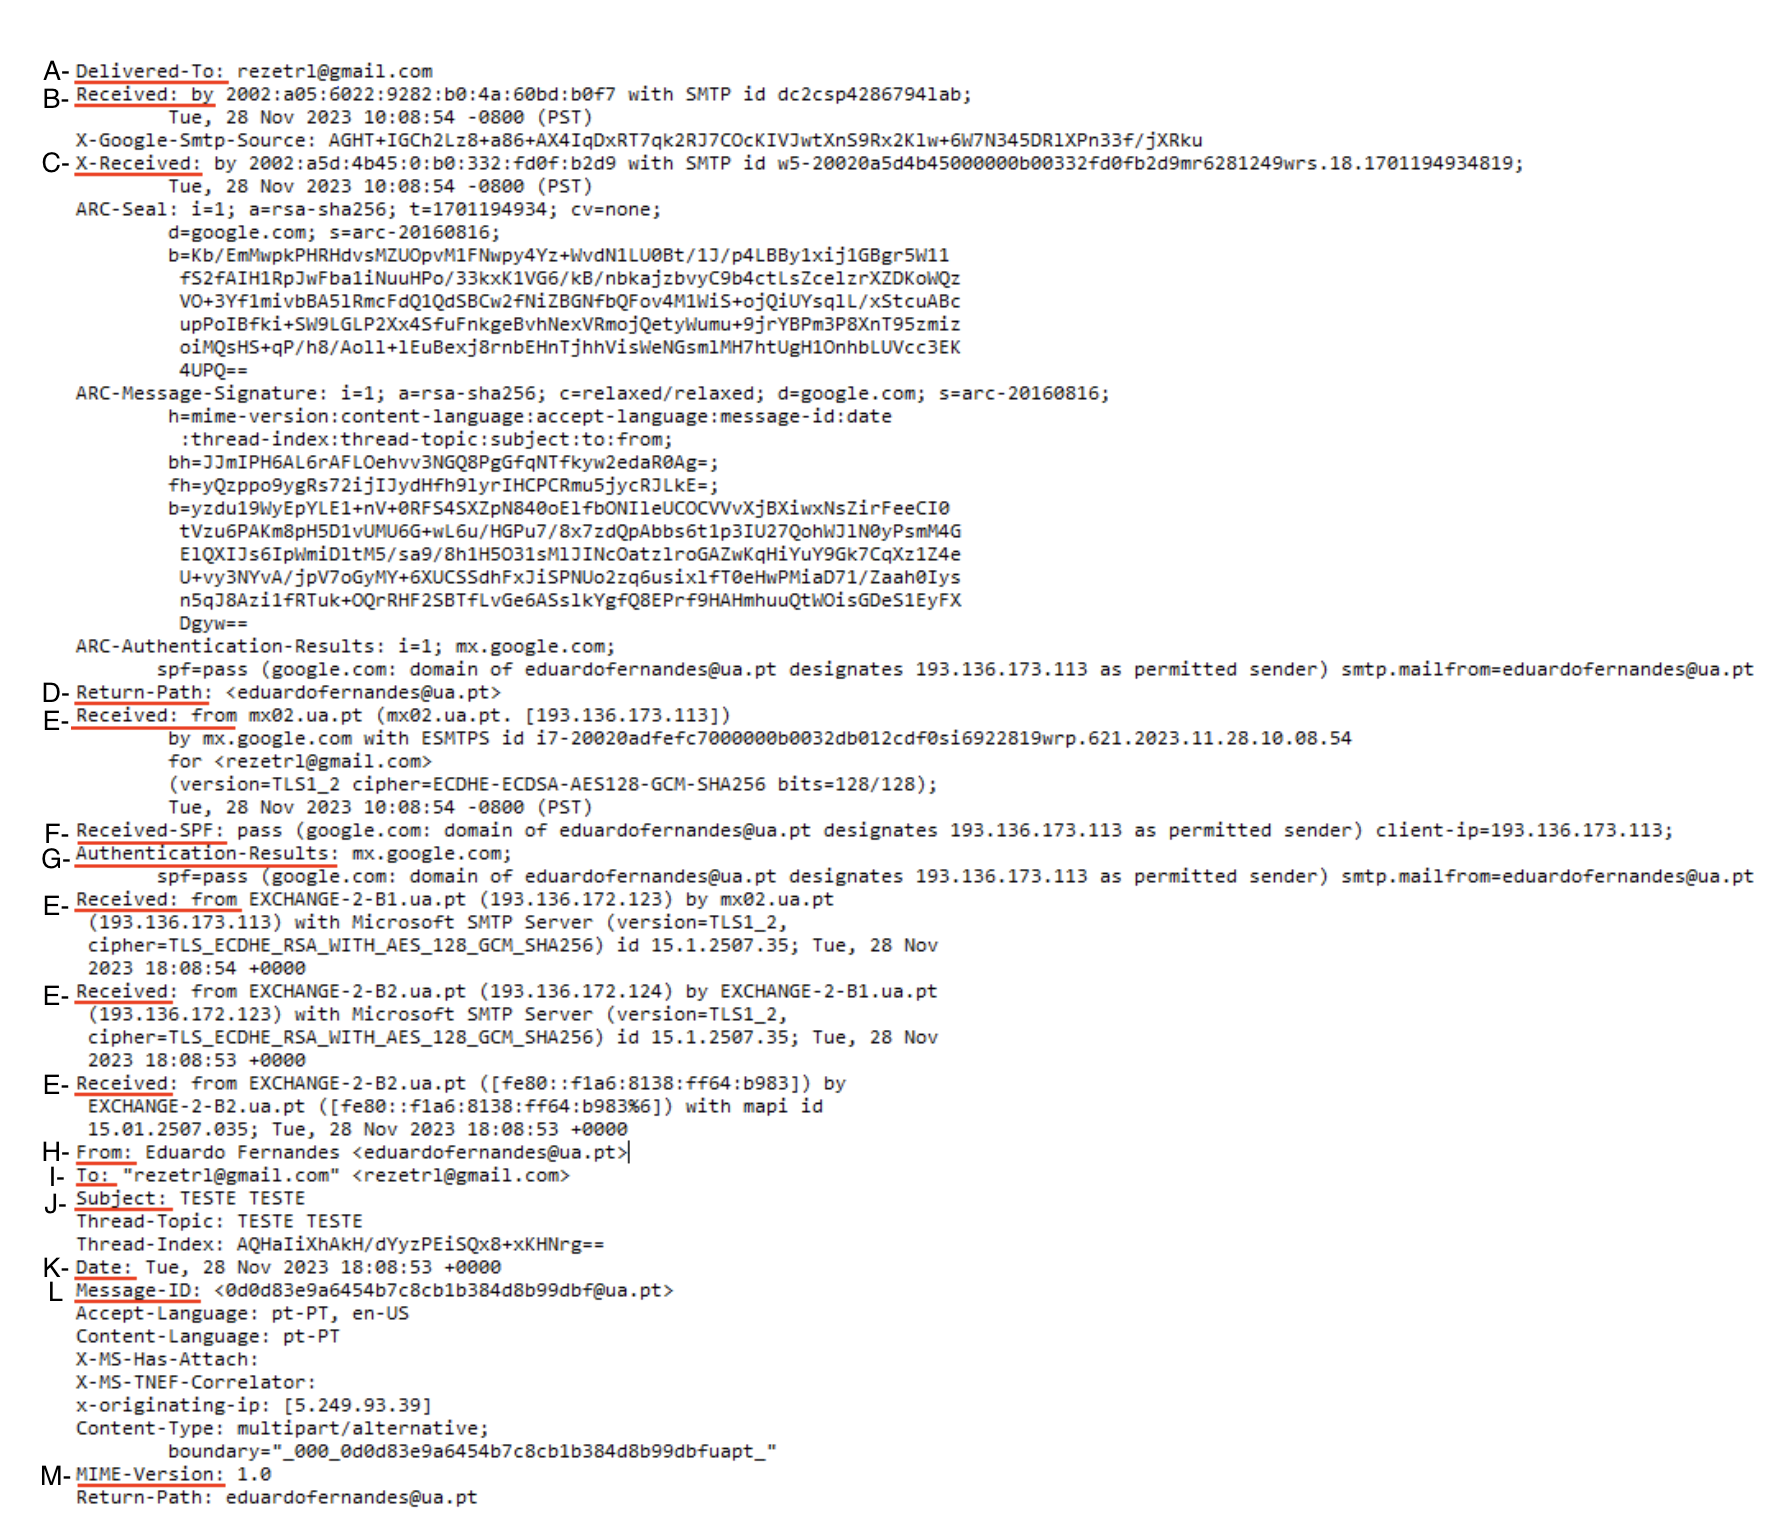 A- Delivered-To: rezetrl@gmail.com
B- Received: by 2002:a05:6022:9282:b0:4a:60bd:b0f7 with SMTP id dc2csp4286794lab;
Tue, 28 Nov 2023 10:08:54 -0800 (PST)
X-Google-Smtp-Source: AGHT+IGCh2Lz8+a86+AX4IqDxRT7qk2RJ7COcKIVJwtXnS9Rx2Klw+6W7N345DRlXPn33f/jXRku
C- X-Received: by 2002:a5d:4b45:0:b0:332:fd0f:b2d9 with SMTP id w5-20020a5d4b45000000b00332fd0fb2d9mr6281249wrs.18.1701194934819;
Tue, 28 Nov 2023 10:08:54 -0800 (PST)
ARC-Seal: i=1; a=rsa-sha256; t=1701194934; cv=none;
d=google.com; s=arc-20160816;
b=Kb/EmMwpkPHRHdvsMZUOpvM1FNwpy4Yz+WvdN1LU0Bt/1J/p4LBBy1xij1GBgr5W11
fS2fAIH1RpJwFba1iNuuHPo/33kxK1VG6/kB/nbkajzbvyC9b4ctLsZcelzrXZDKoWQz
VO+3Yf1mivbBA5lRmcFdQ1QdSBCw2fNiZBGNfbQFov4M1WiS+ojQiUYsqlL/xStcuABc
upPoIBfki+SW9LGLP2Xx4SfuFnkgeBvhNexVRmojQetyWumu+9jrYBPm3P8XnT95zmiz
oiMQsHS+qP/h8/Aoll+lEuBexj8rnbEHnTjhhVisWeNGsmlMH7htUgH1OnhbLUVcc3EK
4UPQ==
ARC-Message-Signature: i=1; a=rsa-sha256; c=relaxed/relaxed; d=google.com; s=arc-20160816;
h=mime-version:content-language:accept-language:message-id:date
:thread-index:thread-topic:subject:to:from;
bh=JJmIPH6AL6rAFLOehvv3NGQ8PgGfqNTfkyw2edaR0Ag=;
fh=yQzppo9ygRs72ijIJydHfh9lyrIHCPCRmu5jycRJLkE=;
b=yzdu19WyEpYLE1+nV+0RFS4SXZpN840oElfbONIleUCOCVVvXjBXiwxNsZirFeeCI0
tVzu6PAKm8pH5D1vUMU6G+wL6u/HGPu7/8x7zdQpAbbs6t1p3IU27QohWJlN0yPsmM4G
ElQXIJs6IpWmiDltM5/sa9/8h1H5O31sMlJINcOatzlroGAZwKqHiYuY9Gk7CqXz1Z4e
U+vy3NYvA/jpV7oGyMY+6XUCSSdhFxJiSPNUo2zq6usixlfT0eHwPMiaD71/Zaah0Iys
n5qJ8Azi1fRTuk+OQrRHF2SBTfLvGe6ASslkYgfQ8EPrf9HAHmhuuQtWOisGDeS1EyFX
Dgyw==
ARC-Authentication-Results: i=1; mx.google.com;
spf=pass (google.com: domain of eduardofernandes@ua.pt designates 193.136.173.113 as permitted sender) smtp.mailfrom=eduardofernandes@ua.pt
D- Return-Path: <eduardofernandes@ua.pt>
E- Received: from mx02.ua.pt (mx02.ua.pt. [193.136.173.113])
by mx.google.com with ESMTPS id i7-20020adfefc7000000b0032db012cdf0si6922819wrp.621.2023.11.28.10.08.54
for <rezetrl@gmail.com>
(version=TLS1_2 cipher=ECDHE-ECDSA-AES128-GCM-SHA256 bits=128/128);
Tue, 28 Nov 2023 10:08:54 -0800 (PST)
F- Received-SPF: pass (google.com: domain of eduardofernandes@ua.pt designates 193.136.173.113 as permitted sender) client-ip=193.136.173.113;
G- Authentication-Results: mx.google.com;
spf=pass (google.com: domain of eduardofernandes@ua.pt designates 193.136.173.113 as permitted sender) smtp.mailfrom=eduardofernandes@ua.pt
E- Received: from EXCHANGE-2-B1.ua.pt (193.136.172.123) by mx02.ua.pt
(193.136.173.113) with Microsoft SMTP Server (version=TLS1_2,
cipher=TLS_ECDHE_RSA_WITH_AES_128_GCM_SHA256) id 15.1.2507.35; Tue, 28 Nov
2023 18:08:54 +0000
E- Received: from EXCHANGE-2-B2.ua.pt (193.136.172.124) by EXCHANGE-2-B1.ua.pt
(193.136.172.123) with Microsoft SMTP Server (version=TLS1_2,
cipher=TLS_ECDHE_RSA_WITH_AES_128_GCM_SHA256) id 15.1.2507.35; Tue, 28 Nov
2023 18:08:53 +0000
E- Received: from EXCHANGE-2-B2.ua.pt ([fe80::f1a6:8138:ff64:b983]) by
EXCHANGE-2-B2.ua.pt ([fe80::f1a6:8138:ff64:b983%6]) with mapi id
15.01.2507.035; Tue, 28 Nov 2023 18:08:53 +0000
H- From: Eduardo Fernandes <eduardofernandes@ua.pt>
I- To: "rezetrl@gmail.com" <rezetrl@gmail.com>
J- Subject: TESTE TESTE
Thread-Topic: TESTE TESTE
Thread-Index: AQHaIiXhAkH/dYyzPEiSQx8+xKHNrg==
K- Date: Tue, 28 Nov 2023 18:08:53 +0000
L Message-ID: <0d0d83e9a6454b7c8cb1b384d8b99dbf@ua.pt>
Accept-Language: pt-PT, en-US
Content-Language: pt-PT
X-MS-Has-Attach:
X-MS-TNEF-Correlator:
x-originating-ip: [5.249.93.39]
Content-Type: multipart/alternative;
boundary="_000_0d0d83e9a6454b7c8cb1b384d8b99dbfuapt_"
M- MIME-Version: 1.0
Return-Path: eduardofernandes@ua.pt